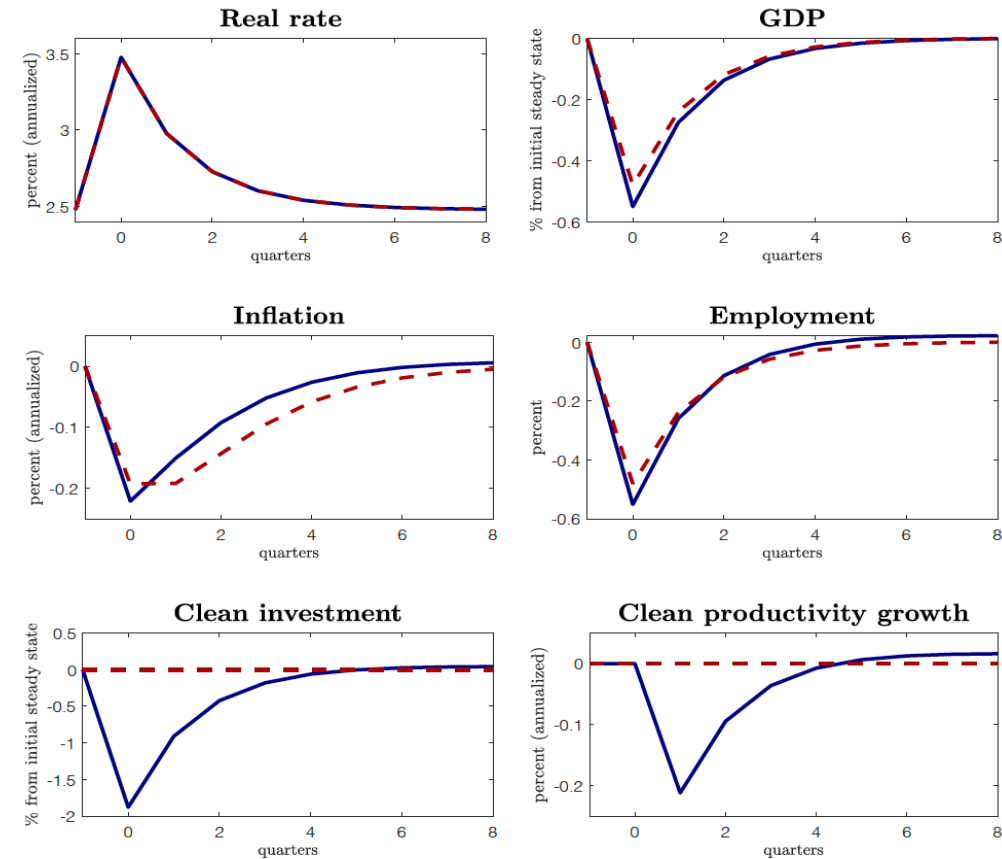 Real rate
percent (annualized)
3.5
3
2.5
0
2
4
6
8
quarters
GDP
% from initial steady state
0
-0.2
-0.4
-0.6
0
2
4
6
8
quarters
Inflation
percent (annualized)
0
-0.1
-0.2
0
2
4
6
8
quarters
Employment
percent
0
-0.2
-0.4
-0.6
0
2
4
6
8
quarters
Clean investment
% from initial steady state
0.5
0
-0.5
-1
-1.5
-2
0
2
4
6
8
quarters
Clean productivity growth
percent (annualized)
0
-0.1
-0.2
0
2
4
6
8
quarters